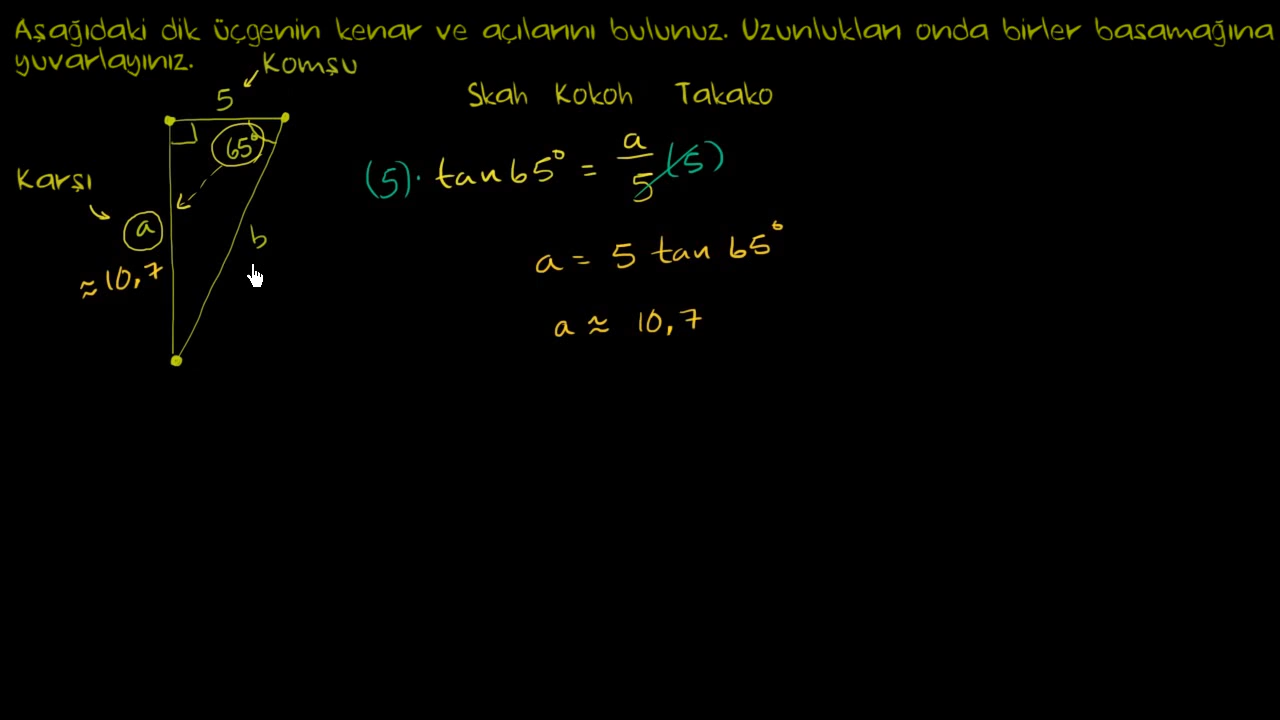 Aşağıdaki dik üçgenin kenar ve açılarını bulunuz. Uzunlukları onda birler basamağına
yuvarlayınız.
Komşu
5
Skah Kokoh Takako
65°
(5)· tan 65° = a/5 (5)
Karşı
a
b
≈ 10,7
a = 5 tan 65°
a ≈ 10,7